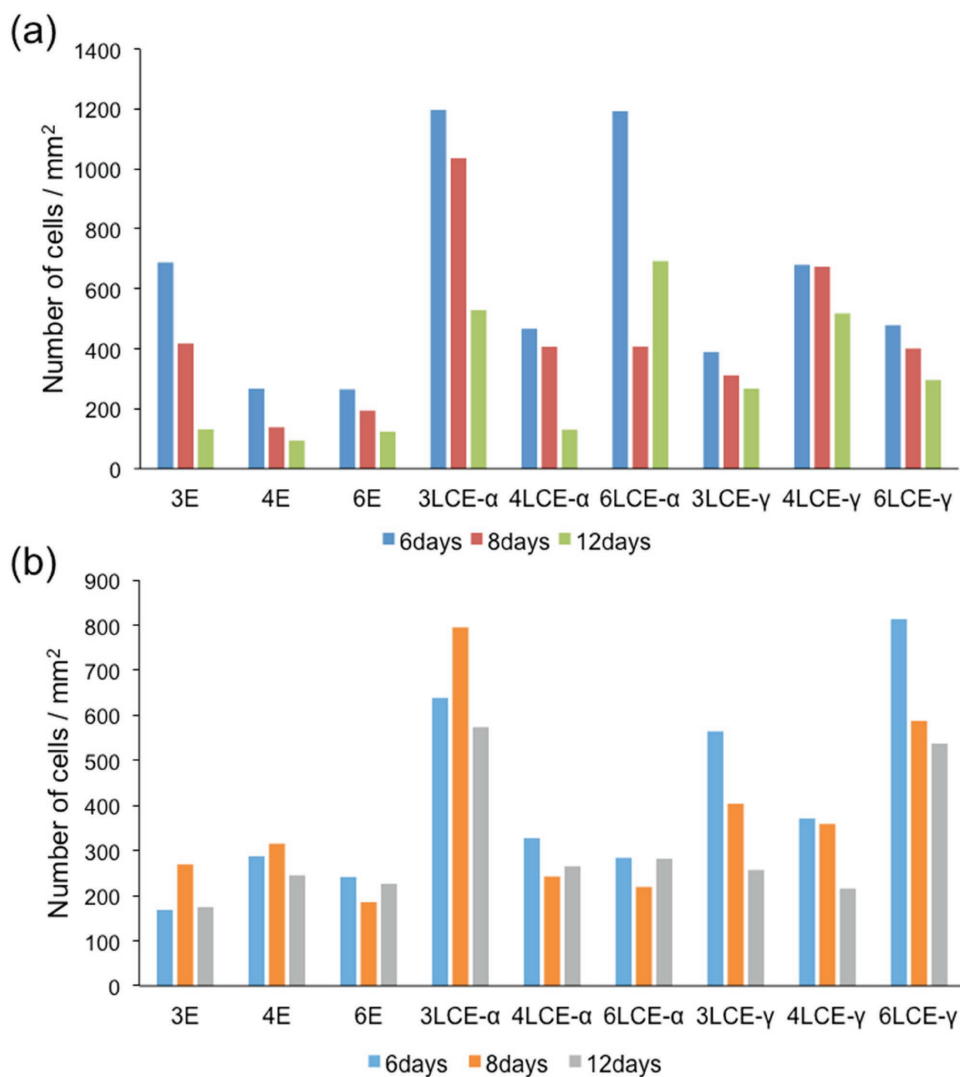 (a)
Number of cells / mm²
1400
1200
1000
800
600
400
200
0
3E 4E 6E 3LCE-α 4LCE-α 6LCE-α 3LCE-γ 4LCE-γ 6LCE-γ
6days 8days 12days
(b)
Number of cells / mm²
900
800
700
600
500
400
300
200
100
0
3E 4E 6E 3LCE-α 4LCE-α 6LCE-α 3LCE-γ 4LCE-γ 6LCE-γ
6days 8days 12days